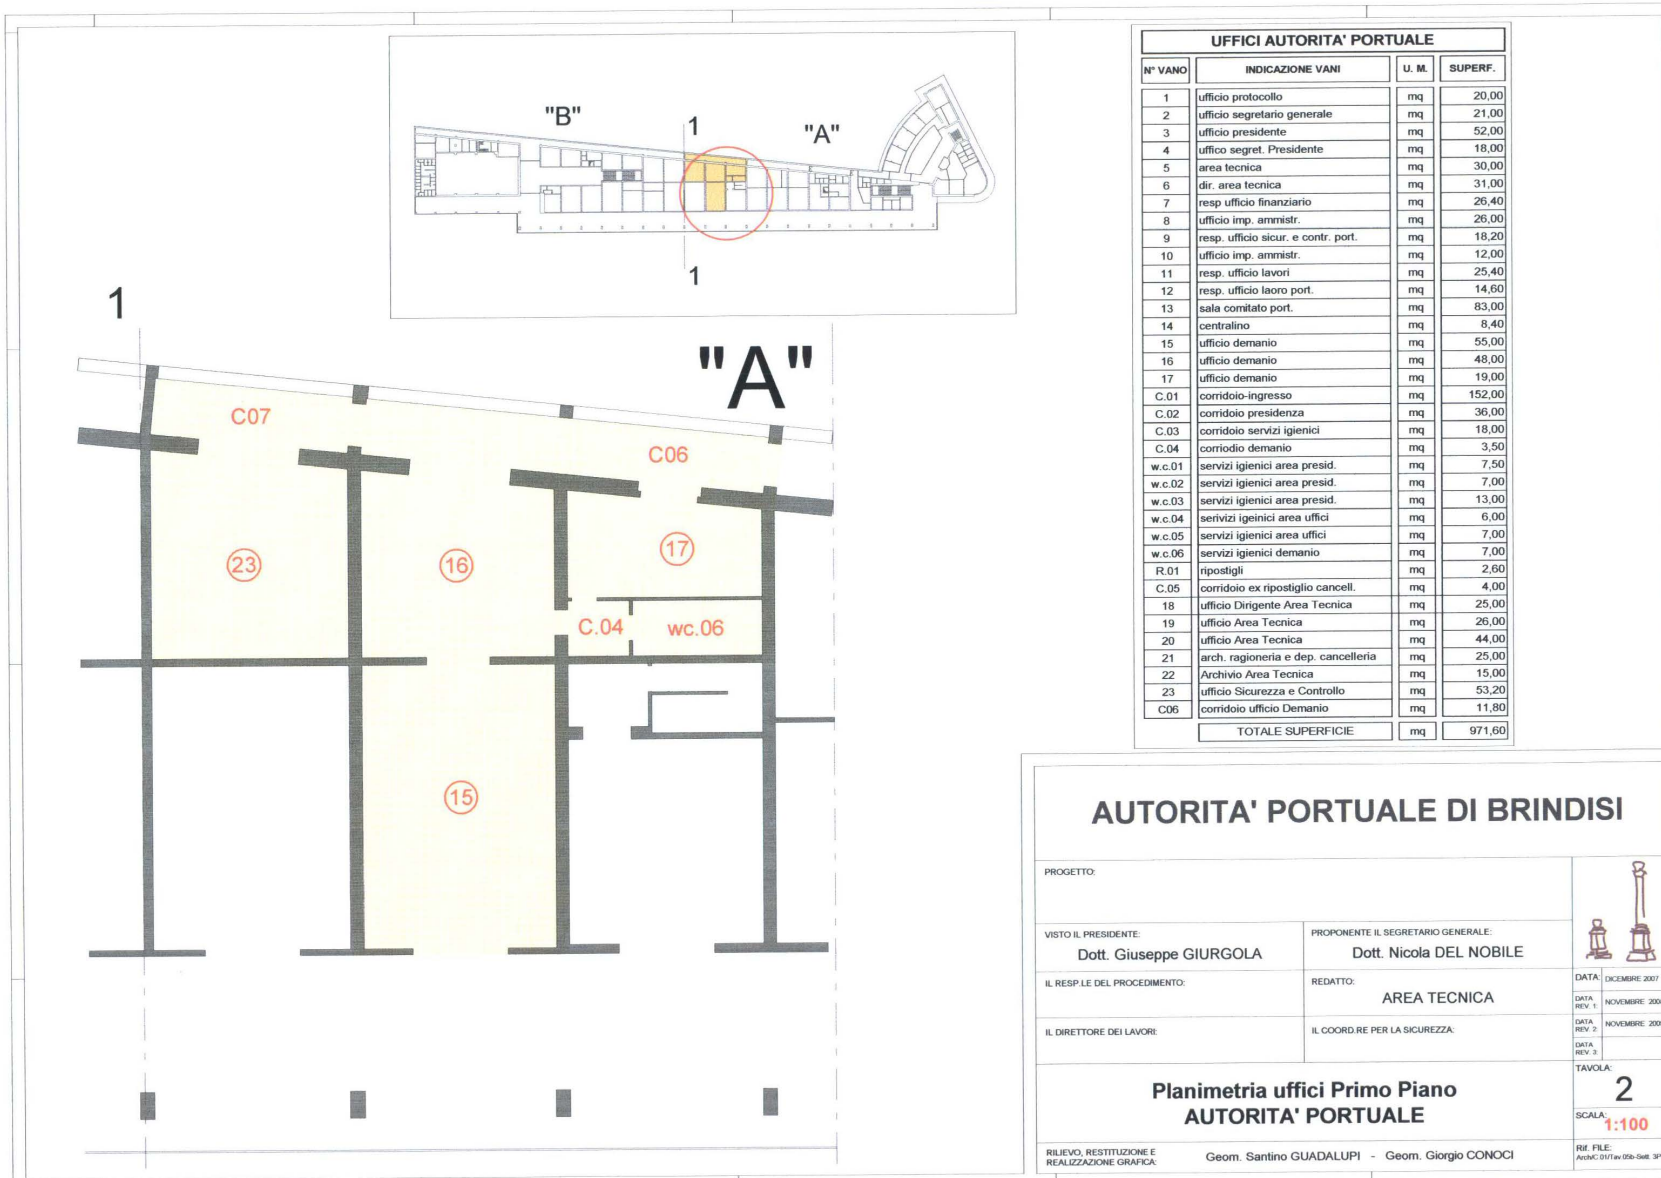 "B"
1
"A"
1
1
"A"
C07
C06
23
16
17
C.04
wc.06
15
UFFICI AUTORITA' PORTUALE
N° VANO INDICAZIONE VANI U. M. SUPERF.
1 ufficio protocollo mq 20,00
2 ufficio segretario generale mq 21,00
3 ufficio presidente mq 52,00
4 uffico segret. Presidente mq 18,00
5 area tecnica mq 30,00
6 dir. area tecnica mq 31,00
7 resp ufficio finanziario mq 26,40
8 ufficio imp. ammistr. mq 26,00
9 resp. ufficio sicur. e contr. port. mq 18,20
10 ufficio imp. ammistr. mq 12,00
11 resp. ufficio lavori mq 25,40
12 resp. ufficio laoro port. mq 14,60
13 sala comitato port. mq 83,00
14 centralino mq 8,40
15 ufficio demanio mq 55,00
16 ufficio demanio mq 48,00
17 ufficio demanio mq 19,00
C.01 corridoio-ingresso mq 152,00
C.02 corridoio presidenza mq 36,00
C.03 corridoio servizi igienici mq 18,00
C.04 corriodio demanio mq 3,50
w.c.01 servizi igienici area presid. mq 7,50
w.c.02 servizi igienici area presid. mq 7,00
w.c.03 servizi igienici area presid. mq 13,00
w.c.04 serivizi igeinici area uffici mq 6,00
w.c.05 servizi igienici area uffici mq 7,00
w.c.06 servizi igienici demanio mq 7,00
R.01 ripostigli mq 2,60
C.05 corridoio ex ripostiglio cancell. mq 4,00
18 ufficio Dirigente Area Tecnica mq 25,00
19 ufficio Area Tecnica mq 26,00
20 ufficio Area Tecnica mq 44,00
21 arch. ragioneria e dep. cancelleria mq 25,00
22 Archivio Area Tecnica mq 15,00
23 ufficio Sicurezza e Controllo mq 53,20
C06 corridoio ufficio Demanio mq 11,80
TOTALE SUPERFICIE mq 971,60
AUTORITA' PORTUALE DI BRINDISI
PROGETTO:
VISTO IL PRESIDENTE:
Dott. Giuseppe GIURGOLA
PROPONENTE IL SEGRETARIO GENERALE:
Dott. Nicola DEL NOBILE
IL RESP.LE DEL PROCEDIMENTO:
REDATTO:
AREA TECNICA
IL DIRETTORE DEI LAVORI:
IL COORD.RE PER LA SICUREZZA:
DATA: DICEMBRE 2007
DATA REV. 1: NOVEMBRE
DATA REV. 2: NOVEMBRE
DATA REV. 3:
Planimetria uffici Primo Piano
AUTORITA' PORTUALE
TAVOLA:
2
SCALA:
1:100
RILIEVO, RESTITUZIONE E
REALIZZAZIONE GRAFICA:
Geom. Santino GUADALUPI - Geom. Giorgio CONOCI
Rif. FILE: